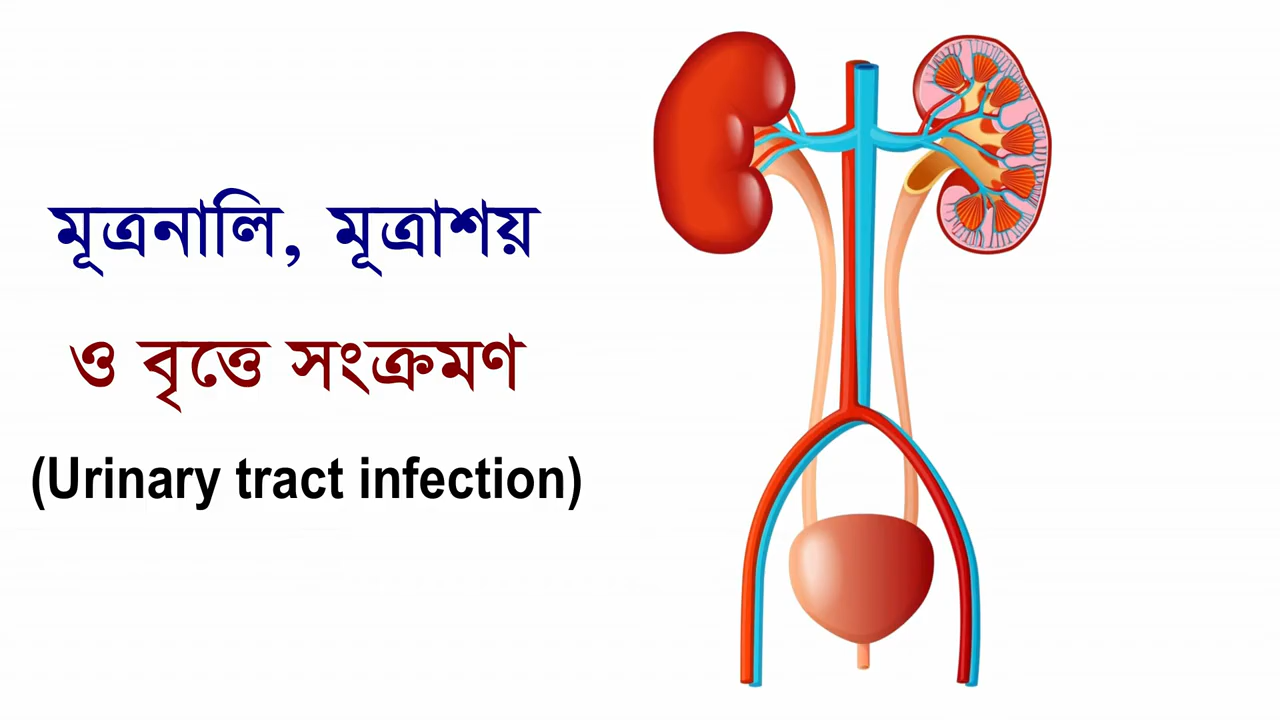 মূত্রনালি, মূত্রাশয়
ও বৃত্তে সংক্রমণ
(Urinary tract infection)